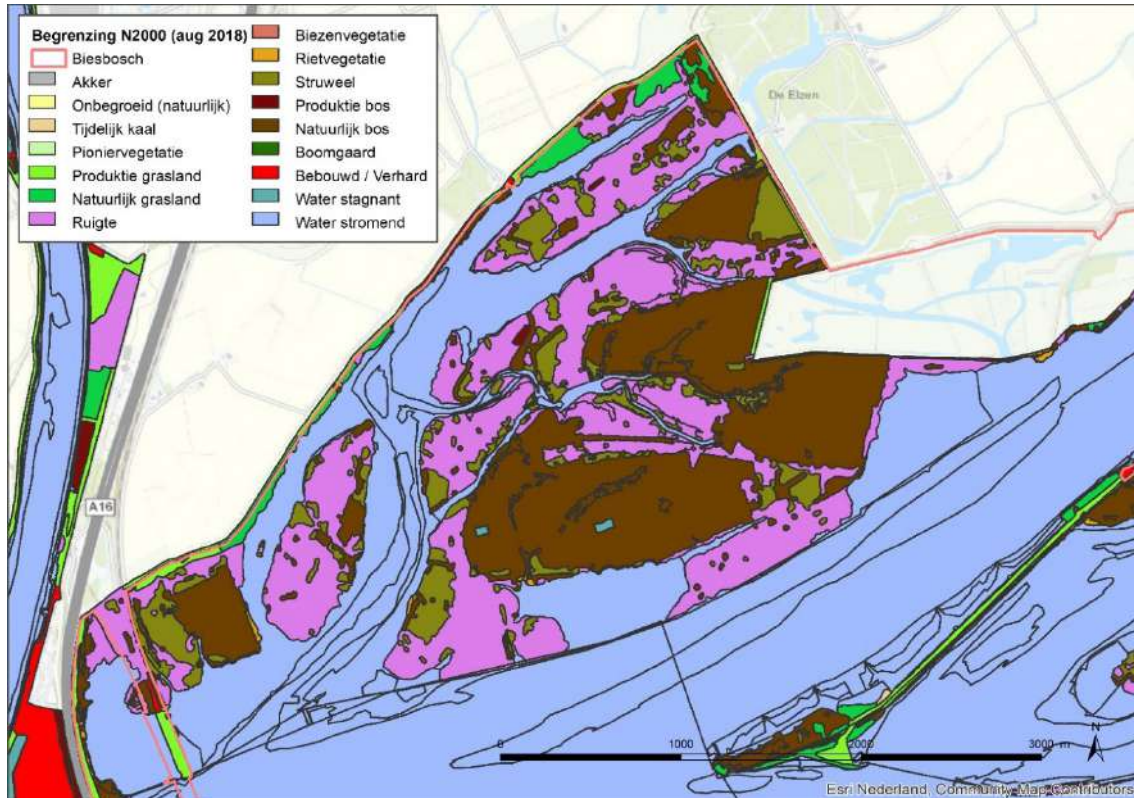 Begrenzing N2000 (aug 2018)
Biesbosch
Akker
Onbegroeid (natuurlijk)
Tijdelijk kaal
Pioniervegetatie
Produktie grasland
Natuurlijk grasland
Ruigte
Biezenvegetatie
Rietvegetatie
Struweel
Produktie bos
Natuurlijk bos
Boomgaard
Bebouwd / Verhard
Water stagnant
Water stromend
De Elzen
A16
N
0 1000 2000 3000 m
Esri Nederland, Community Map Contributors